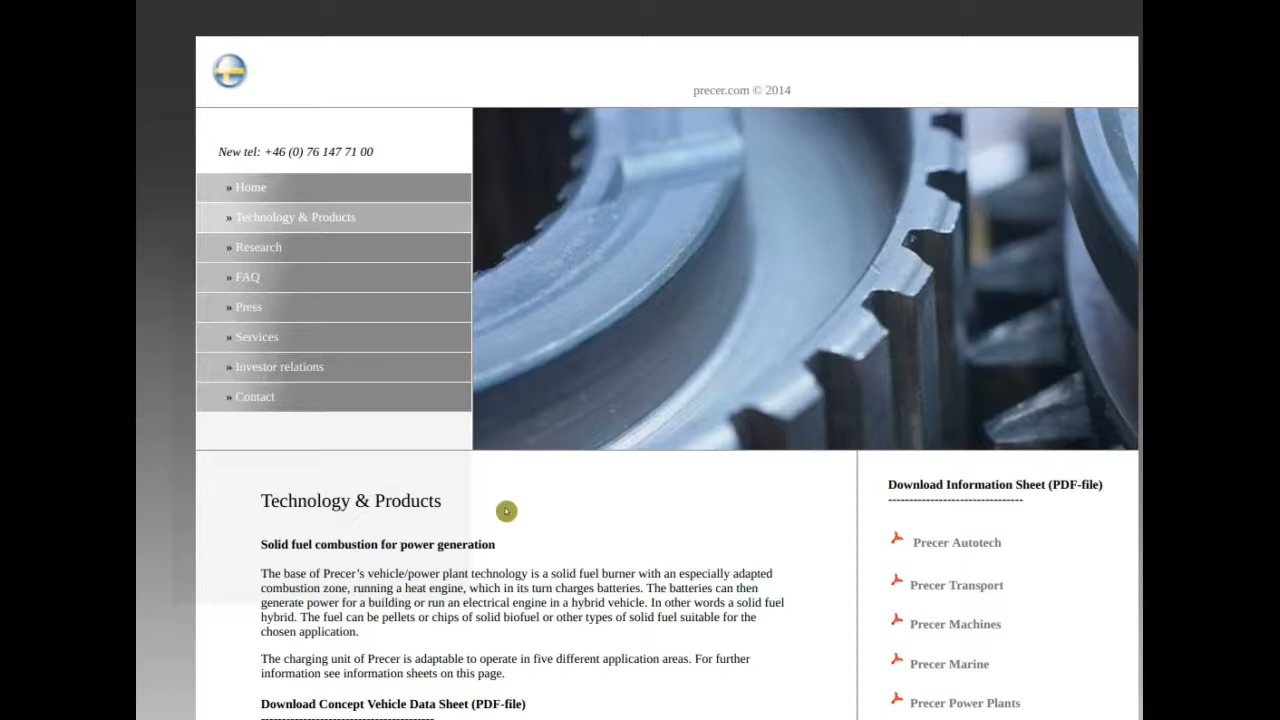 precer.com © 2014
New tel: +46 (0) 76 147 71 00
» Home
» Technology & Products
» Research
» FAQ
» Press
» Services
» Investor relations
» Contact
Technology & Products
Solid fuel combustion for power generation
The base of Precer’s vehicle/power plant technology is a solid fuel burner with an especially adapted
combustion zone, running a heat engine, which in its turn charges batteries. The batteries can then
generate power for a building or run an electrical engine in a hybrid vehicle. In other words a solid fuel
hybrid. The fuel can be pellets or chips of solid biofuel or other types of solid fuel suitable for the
chosen application.
The charging unit of Precer is adaptable to operate in five different application areas. For further
information see information sheets on this page.
Download Concept Vehicle Data Sheet (PDF-file)
Download Information Sheet (PDF-file)
--------------------------------
Precer Autotech
Precer Transport
Precer Machines
Precer Marine
Precer Power Plants